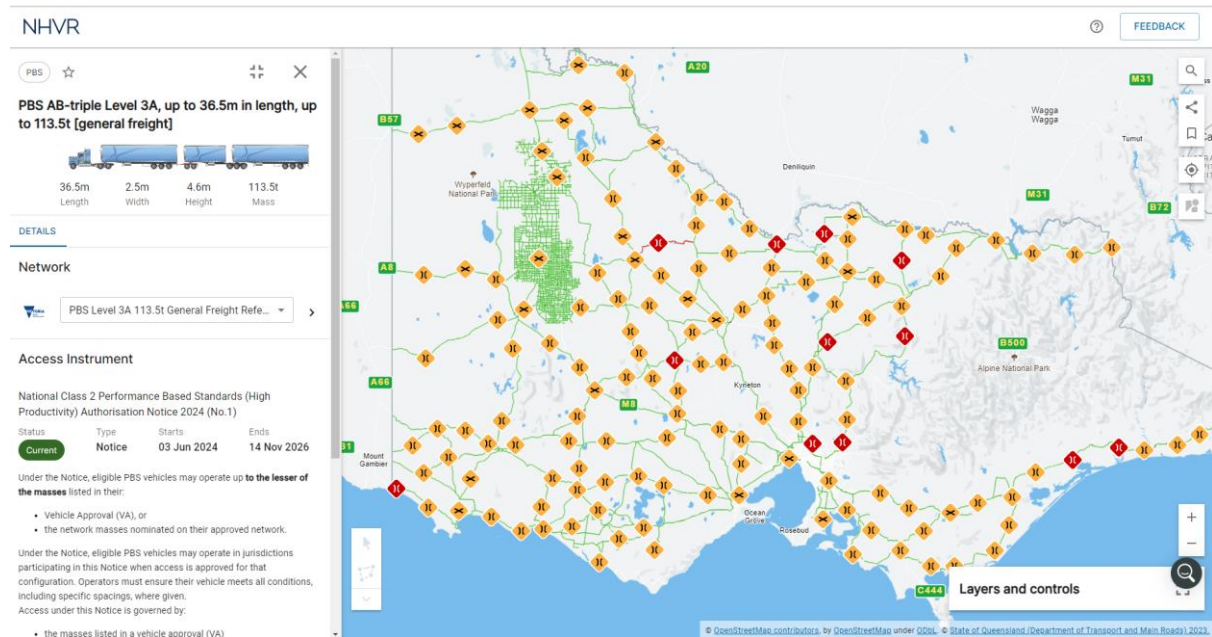 NHVR
FEEDBACK
PBS
PBS AB-triple Level 3A, up to 36.5m in length, up
to 113.5t [general freight]
36.5m 2.5m 4.6m 113.5t
Length Width Height Mass
DETAILS
Network
PBS Level 3A 113.5t General Freight Refe...
Access Instrument
National Class 2 Performance Based Standards (High
Productivity) Authorisation Notice 2024 (No.1)
Status Type Starts Ends
Current Notice 03 Jun 2024 14 Nov 2026
Under the Notice, eligible PBS vehicles may operate up to the lesser of
the masses listed in their:
• Vehicle Approval (VA), or
• the network masses nominated on their approved network.
Under the Notice, eligible PBS vehicles may operate in jurisdictions
participating in this Notice when access is approved for that
configuration. Operators must ensure their vehicle meets all conditions,
including specific spacings, where given.
Access under this Notice is governed by:
• the masses listed in a vehicle approval (VA)
A20
M31
B57
Wagga
Wagga
Tumut
Deniliquin
Wyperfeld
National Park
M31
B72
A8
B500
Alpine National Park
A66
Kyneton
M8
Mount
Gambier
Ocean
Grove
Rosebud
C444
Layers and controls
© OpenStreetMap contributors, by OpenStreetMap under ODbL. © State of Queensland (Department of Transport and Main Roads) 2023